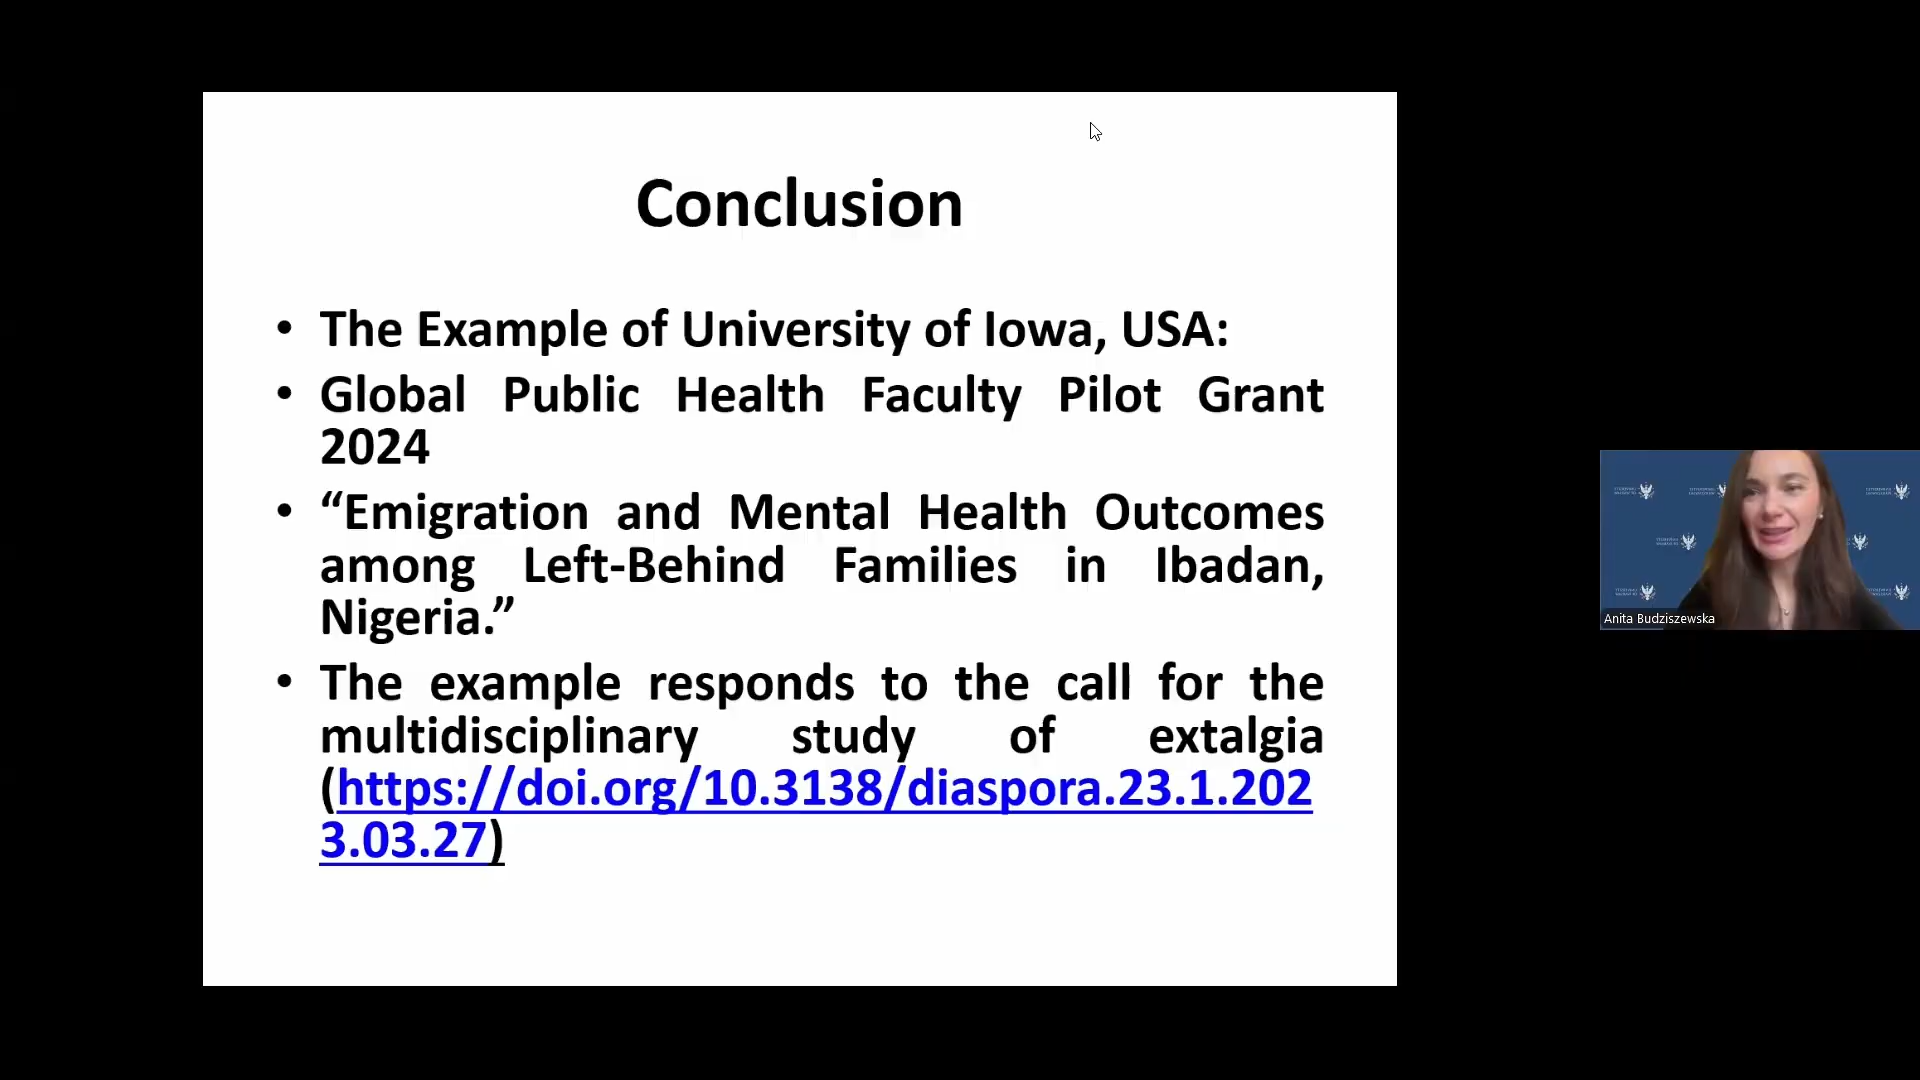 Conclusion
• The Example of University of Iowa, USA:
• Global Public Health Faculty Pilot Grant
2024
• “Emigration and Mental Health Outcomes
among Left-Behind Families in Ibadan,
Nigeria.”
• The example responds to the call for the
multidisciplinary study of extalgia
(https://doi.org/10.3138/diaspora.23.1.202
3.03.27)
Anita Budziszewska